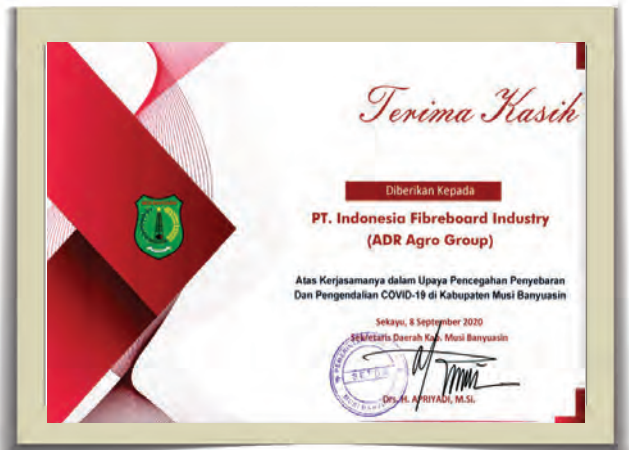 Terima Kasih
Diberikan Kepada
PT. Indonesia Fibreboard Industry
(ADR Agro Group)
Atas Kerjasamanya dalam Upaya Pencegahan Penyebaran
Dan Pengendalian COVID-19 di Kabupaten Musi Banyuasin
Sekayu, 8 September 2020
Sekretaris Daerah Kab. Musi Banyuasin
SETDA
Drs. H. APRIYADI, M.Si.